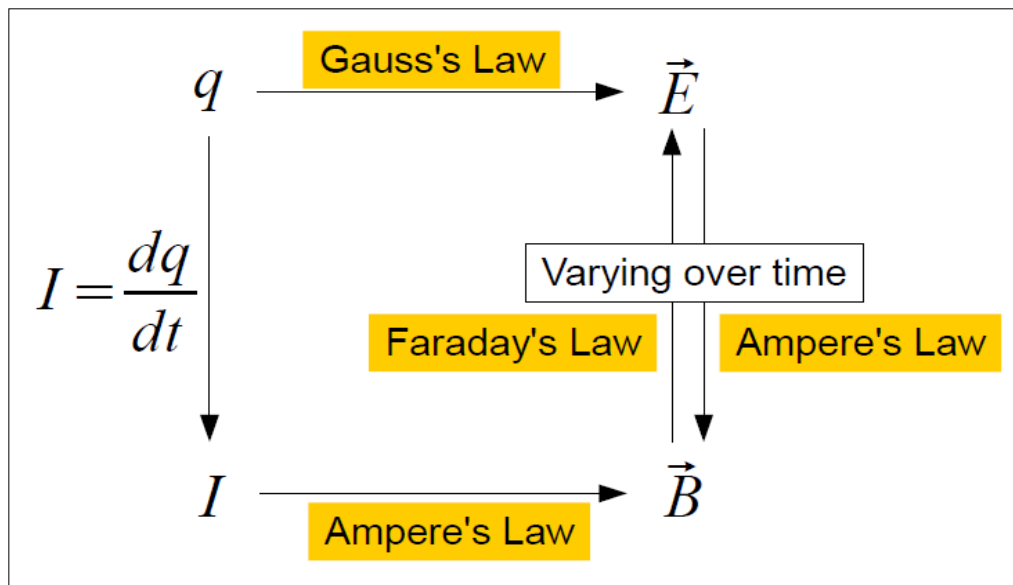 Gauss's Law
q
E⃗
I = dq/dt
Varying over time
Faraday's Law
Ampere's Law
I
B⃗
Ampere's Law